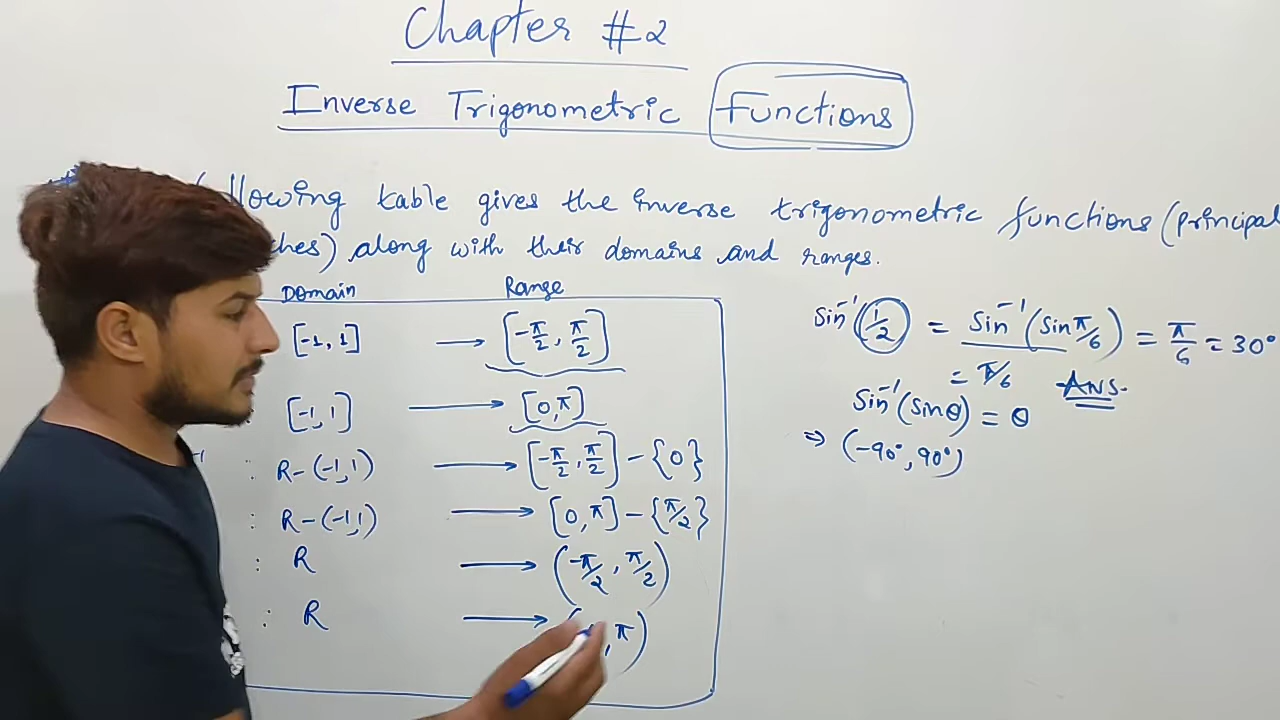 Chapter #2
Inverse Trigonometric Functions
table gives the inverse trigonometric functions (principal
along with their domains and ranges.
Domain Range
[-1, 1] → [-π/2, π/2]
: [-1, 1] → [0, π]
: R-(-1,1) → [-π/2, π/2] - {0}
: R-(-1,1) → [0, π] - {π/2}
: R → (-π/2, π/2)
: R → , π)
Sin⁻¹(1/2) = Sin⁻¹(Sin π/6) = π/6 = 30°
= π/6 Ans.
Sin⁻¹(Sinθ) = θ
⇒ (-90°, 90°)